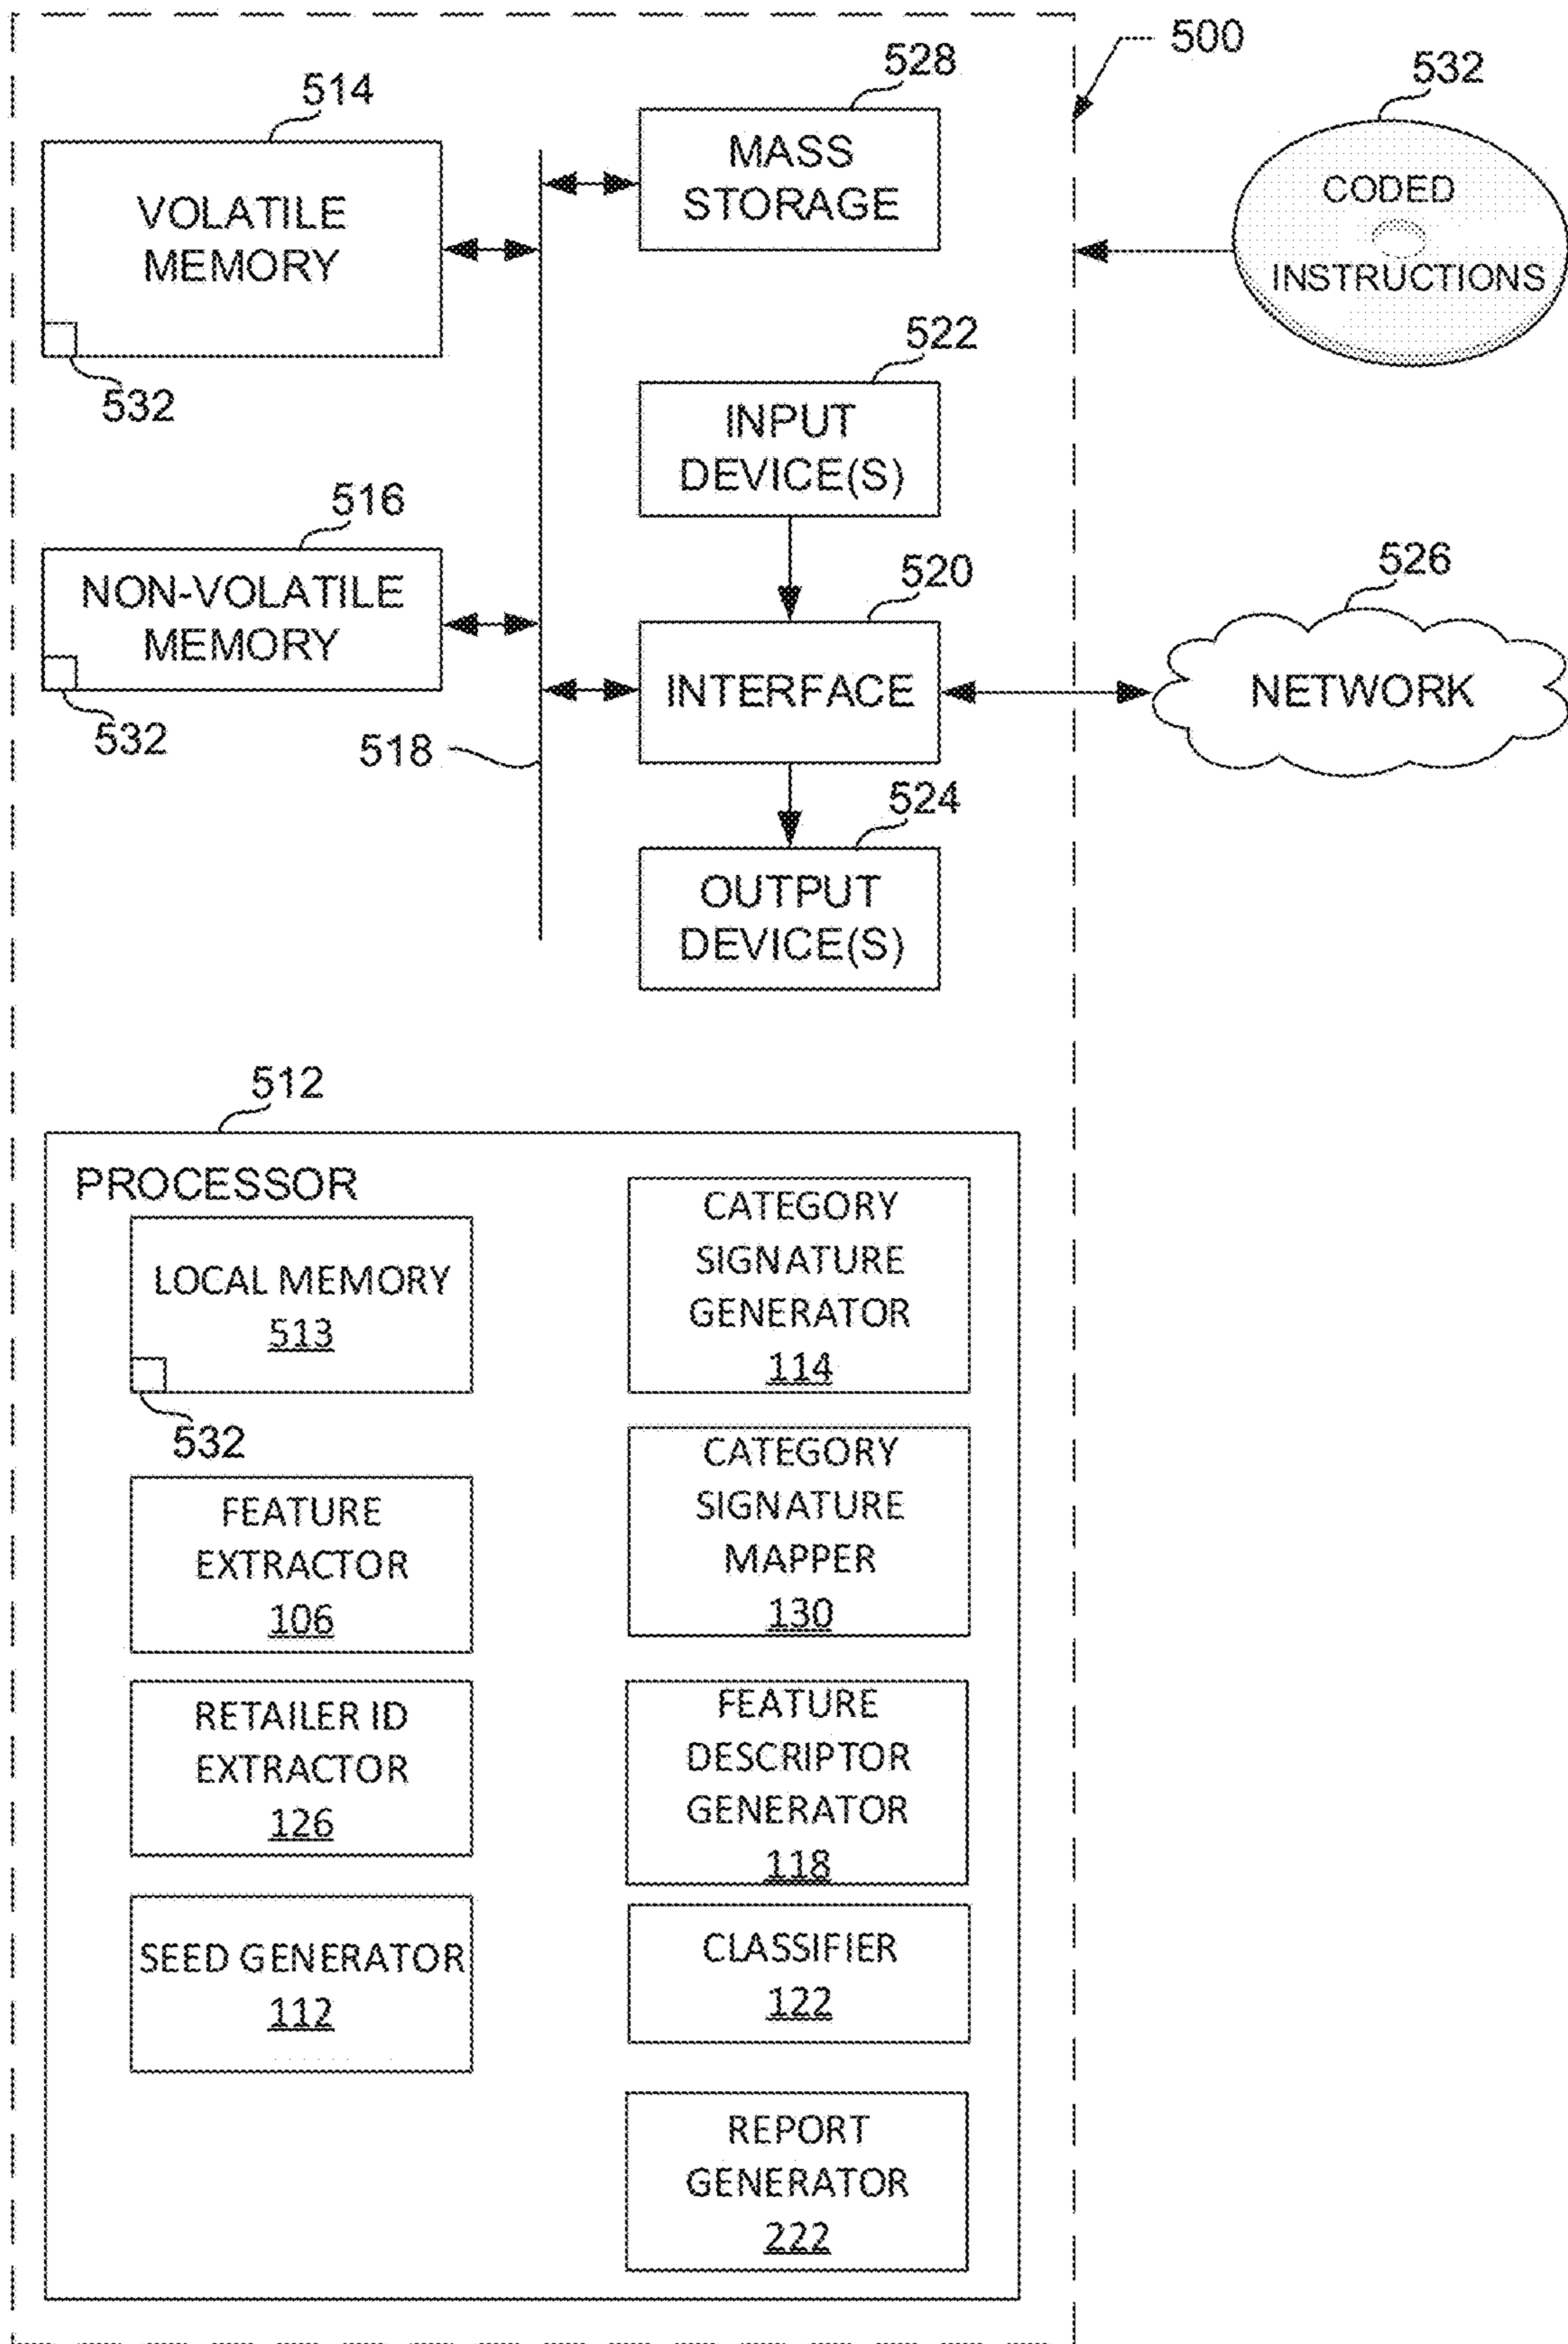 500
528
532
514
MASS
STORAGE
VOLATILE
MEMORY
CODED
INSTRUCTIONS
532
522
INPUT
DEVICE(S)
516
NON-VOLATILE
MEMORY
532
520
526
INTERFACE
NETWORK
518
524
OUTPUT
DEVICE(S)
512
PROCESSOR
LOCAL MEMORY
513
532
FEATURE
EXTRACTOR
106
RETAILER ID
EXTRACTOR
126
SEED GENERATOR
112
CATEGORY
SIGNATURE
GENERATOR
114
CATEGORY
SIGNATURE
MAPPER
130
FEATURE
DESCRIPTOR
GENERATOR
118
CLASSIFIER
122
REPORT
GENERATOR
222